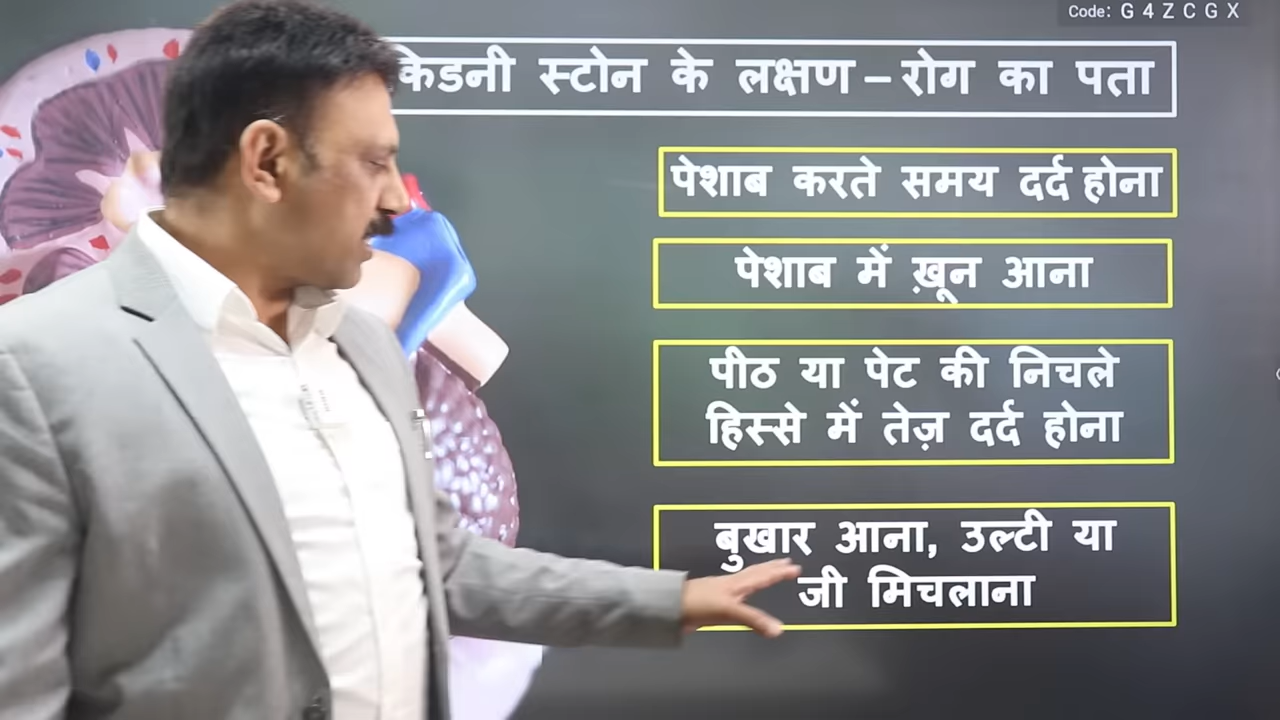 Code: G 4 Z C G X
किडनी स्टोन के लक्षण – रोग का पता
पेशाब करते समय दर्द होना
पेशाब में ख़ून आना
पीठ या पेट की निचले
हिस्से में तेज़ दर्द होना
बुखार आना, उल्टी या
जी मिचलाना